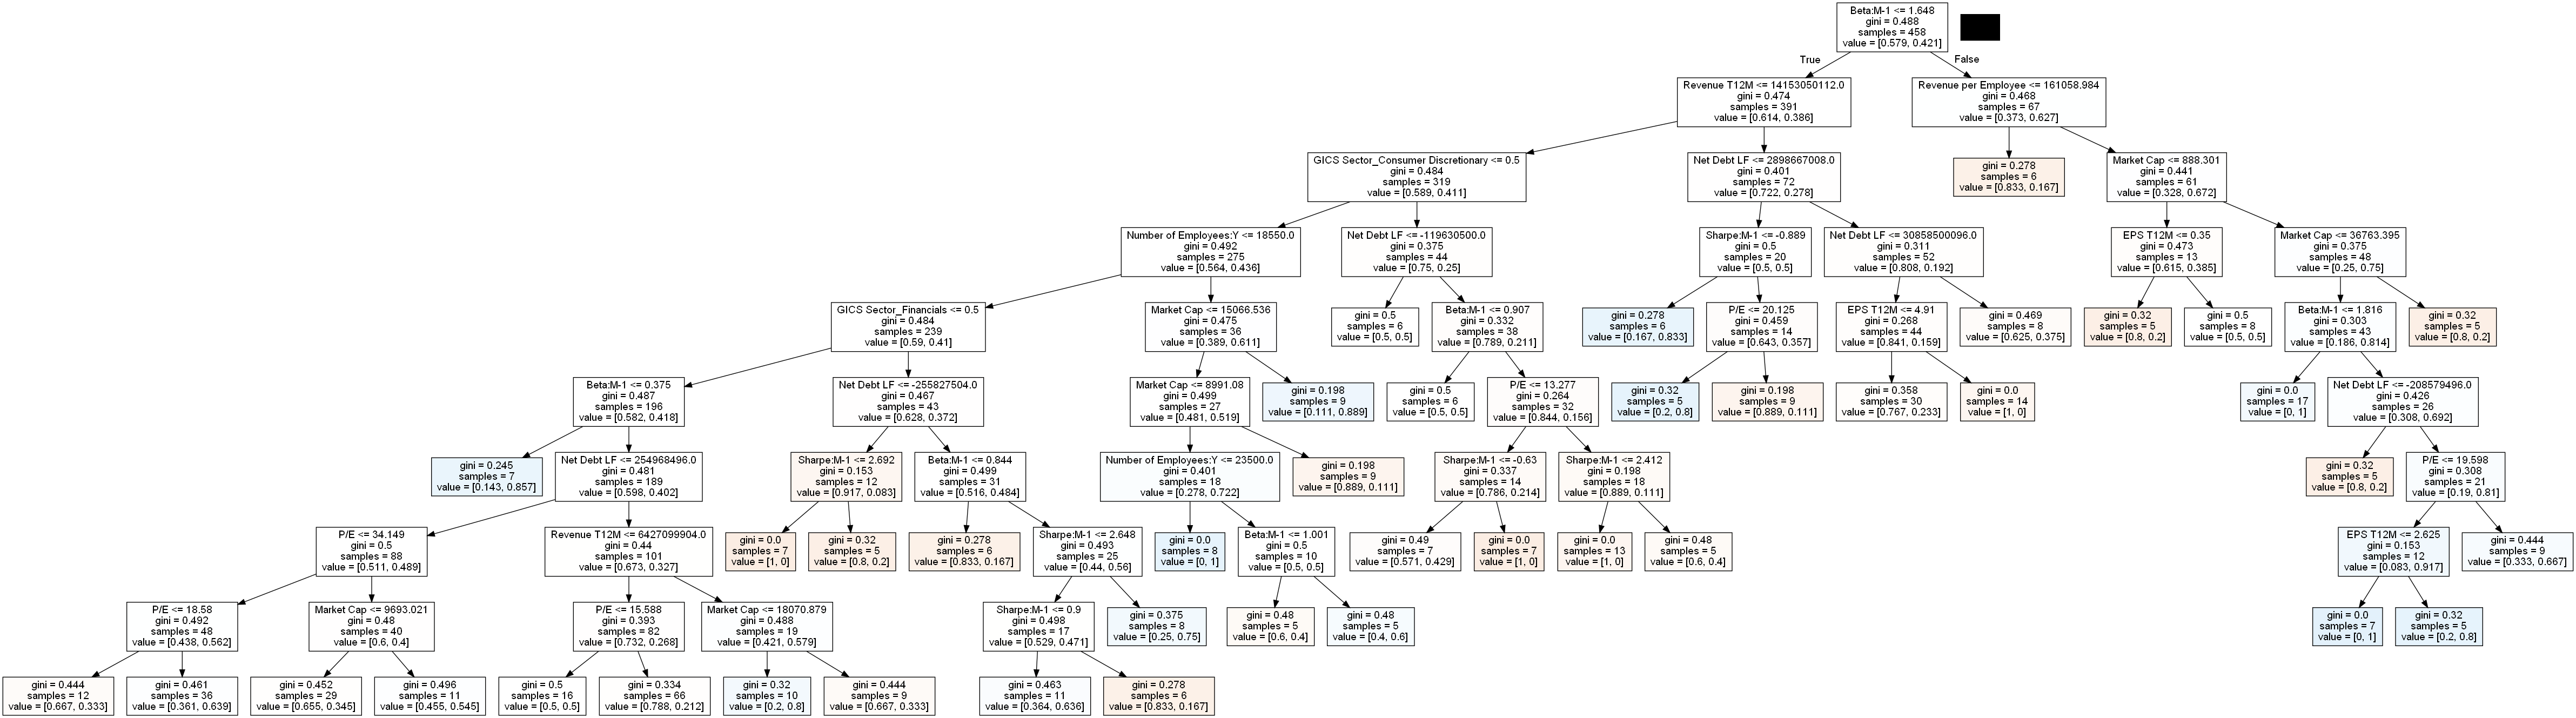 Beta:M-1 <= 1.648
gini = 0.488
samples = 458
value = [0.579, 0.421]
True
False
Revenue T12M <= 14153050112.0
gini = 0.474
samples = 391
value = [0.614, 0.386]
Revenue per Employee <= 161058.984
gini = 0.468
samples = 67
value = [0.373, 0.627]
GICS Sector_Consumer Discretionary <= 0.5
gini = 0.484
samples = 319
value = [0.589, 0.411]
Net Debt LF <= 2898667008.0
gini = 0.401
samples = 72
value = [0.722, 0.278]
gini = 0.278
samples = 6
value = [0.833, 0.167]
Market Cap <= 888.301
gini = 0.441
samples = 61
value = [0.328, 0.672]
Number of Employees:Y <= 18550.0
gini = 0.492
samples = 275
value = [0.564, 0.436]
Net Debt LF <= -119630500.0
gini = 0.375
samples = 44
value = [0.75, 0.25]
Sharpe:M-1 <= -0.889
gini = 0.5
samples = 20
value = [0.5, 0.5]
Net Debt LF <= 30858500096.0
gini = 0.311
samples = 52
value = [0.808, 0.192]
EPS T12M <= 0.35
gini = 0.473
samples = 13
value = [0.615, 0.385]
Market Cap <= 36763.395
gini = 0.375
samples = 48
value = [0.25, 0.75]
GICS Sector_Financials <= 0.5
gini = 0.484
samples = 239
value = [0.59, 0.41]
Market Cap <= 15066.536
gini = 0.475
samples = 36
value = [0.389, 0.611]
gini = 0.5
samples = 6
value = [0.5, 0.5]
Beta:M-1 <= 0.907
gini = 0.332
samples = 38
value = [0.789, 0.211]
gini = 0.278
samples = 6
value = [0.167, 0.833]
P/E <= 20.125
gini = 0.459
samples = 14
value = [0.643, 0.357]
EPS T12M <= 4.91
gini = 0.268
samples = 44
value = [0.841, 0.159]
gini = 0.469
samples = 8
value = [0.625, 0.375]
gini = 0.32
samples = 5
value = [0.8, 0.2]
gini = 0.5
samples = 8
value = [0.5, 0.5]
Beta:M-1 <= 1.816
gini = 0.303
samples = 43
value = [0.186, 0.814]
gini = 0.32
samples = 5
value = [0.8, 0.2]
Beta:M-1 <= 0.375
gini = 0.487
samples = 196
value = [0.582, 0.418]
Net Debt LF <= -255827504.0
gini = 0.467
samples = 43
value = [0.628, 0.372]
Market Cap <= 8991.08
gini = 0.499
samples = 27
value = [0.481, 0.519]
gini = 0.198
samples = 9
value = [0.111, 0.889]
gini = 0.5
samples = 6
value = [0.5, 0.5]
P/E <= 13.277
gini = 0.264
samples = 32
value = [0.844, 0.156]
gini = 0.32
samples = 5
value = [0.2, 0.8]
gini = 0.198
samples = 9
value = [0.889, 0.111]
gini = 0.358
samples = 30
value = [0.767, 0.233]
gini = 0.0
samples = 14
value = [1, 0]
gini = 0.0
samples = 17
value = [0, 1]
Net Debt LF <= -208579496.0
gini = 0.426
samples = 26
value = [0.308, 0.692]
gini = 0.245
samples = 7
value = [0.143, 0.857]
Net Debt LF <= 254968496.0
gini = 0.481
samples = 189
value = [0.598, 0.402]
Sharpe:M-1 <= 2.692
gini = 0.153
samples = 12
value = [0.917, 0.083]
Beta:M-1 <= 0.844
gini = 0.499
samples = 31
value = [0.516, 0.484]
Number of Employees:Y <= 23500.0
gini = 0.401
samples = 18
value = [0.278, 0.722]
gini = 0.198
samples = 9
value = [0.889, 0.111]
Sharpe:M-1 <= -0.63
gini = 0.337
samples = 14
value = [0.786, 0.214]
Sharpe:M-1 <= 2.412
gini = 0.198
samples = 18
value = [0.889, 0.111]
gini = 0.32
samples = 5
value = [0.8, 0.2]
P/E <= 19.598
gini = 0.308
samples = 21
value = [0.19, 0.81]
P/E <= 34.149
gini = 0.5
samples = 88
value = [0.511, 0.489]
Revenue T12M <= 6427099904.0
gini = 0.44
samples = 101
value = [0.673, 0.327]
gini = 0.0
samples = 7
value = [1, 0]
gini = 0.32
samples = 5
value = [0.8, 0.2]
gini = 0.278
samples = 6
value = [0.833, 0.167]
Sharpe:M-1 <= 2.648
gini = 0.493
samples = 25
value = [0.44, 0.56]
gini = 0.0
samples = 8
value = [0, 1]
Beta:M-1 <= 1.001
gini = 0.5
samples = 10
value = [0.5, 0.5]
gini = 0.49
samples = 7
value = [0.571, 0.429]
gini = 0.0
samples = 7
value = [1, 0]
gini = 0.0
samples = 13
value = [1, 0]
gini = 0.48
samples = 5
value = [0.6, 0.4]
EPS T12M <= 2.625
gini = 0.153
samples = 12
value = [0.083, 0.917]
gini = 0.444
samples = 9
value = [0.333, 0.667]
P/E <= 18.58
gini = 0.492
samples = 48
value = [0.438, 0.562]
Market Cap <= 9693.021
gini = 0.48
samples = 40
value = [0.6, 0.4]
P/E <= 15.588
gini = 0.393
samples = 82
value = [0.732, 0.268]
Market Cap <= 18070.879
gini = 0.488
samples = 19
value = [0.421, 0.579]
Sharpe:M-1 <= 0.9
gini = 0.498
samples = 17
value = [0.529, 0.471]
gini = 0.375
samples = 8
value = [0.25, 0.75]
gini = 0.48
samples = 5
value = [0.6, 0.4]
gini = 0.48
samples = 5
value = [0.4, 0.6]
gini = 0.0
samples = 7
value = [0, 1]
gini = 0.32
samples = 5
value = [0.2, 0.8]
gini = 0.444
samples = 12
value = [0.667, 0.333]
gini = 0.461
samples = 36
value = [0.361, 0.639]
gini = 0.452
samples = 29
value = [0.655, 0.345]
gini = 0.496
samples = 11
value = [0.455, 0.545]
gini = 0.5
samples = 16
value = [0.5, 0.5]
gini = 0.334
samples = 66
value = [0.788, 0.212]
gini = 0.32
samples = 10
value = [0.2, 0.8]
gini = 0.444
samples = 9
value = [0.667, 0.333]
gini = 0.463
samples = 11
value = [0.364, 0.636]
gini = 0.278
samples = 6
value = [0.833, 0.167]